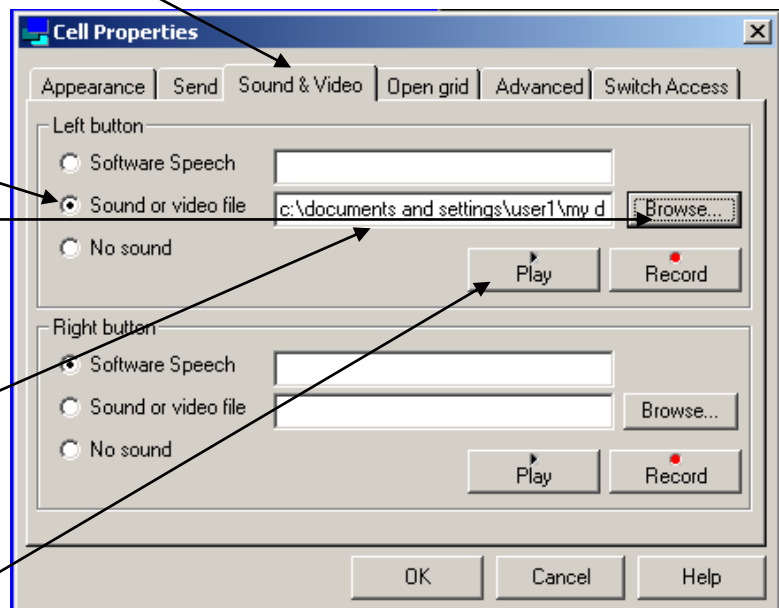 Cell Properties
Appearance Send Sound & Video Open grid Advanced Switch Access
Left button
Software Speech
Sound or video file c:\documents and settings\user1\my d Browse...
No sound
Play Record
Right button
Software Speech
Sound or video file Browse...
No sound
Play Record
OK Cancel Help